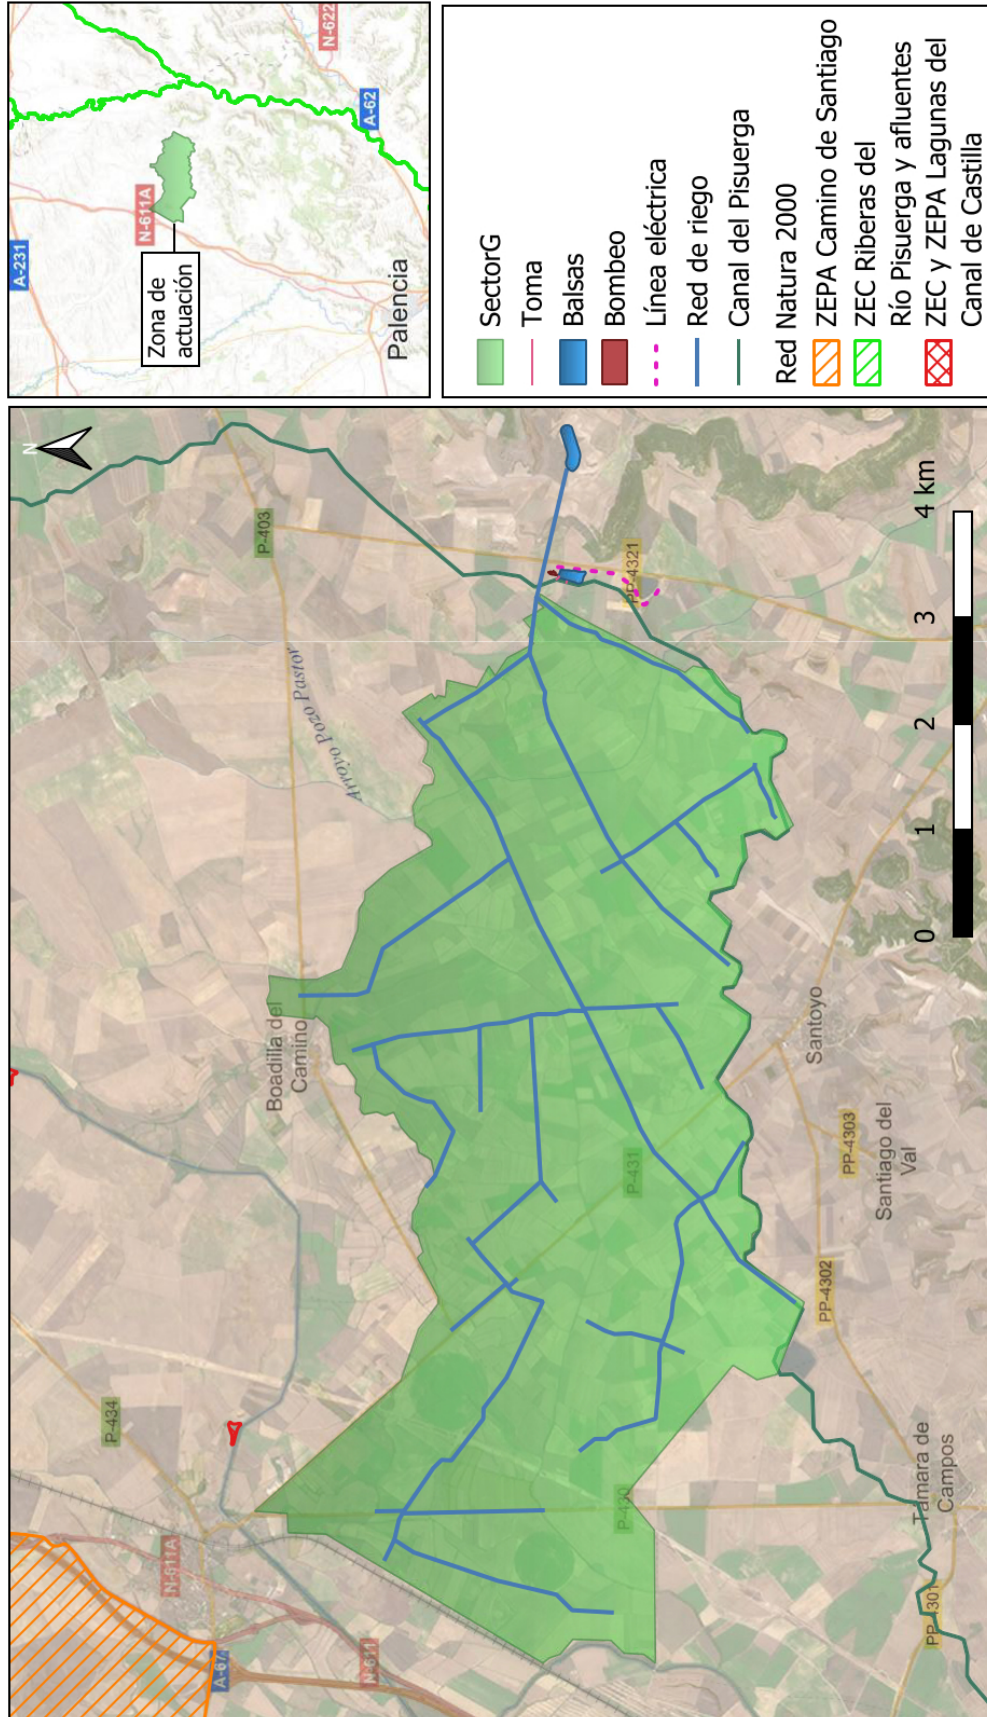 A-231
N-611A
N-622
A-62
Zona de
actuación
Palencia
SectorG
Toma
Balsas
Bombeo
Línea eléctrica
Red de riego
Canal del Pisuerga
Red Natura 2000
ZEPA Camino de Santiago
ZEC Riberas del
Río Pisuerga y afluentes
ZEC y ZEPA Lagunas del
Canal de Castilla
N
P-403
Arroyo Pozo Pastor
PP-4321
Boadilla del
Camino
P-434
N-611A
A-67
N-611
P-431
P-430
Santoyo
PP-4303
Santiago del
Val
PP-4302
Támara de
Campos
PP-4301
0
1
2
3
4 km